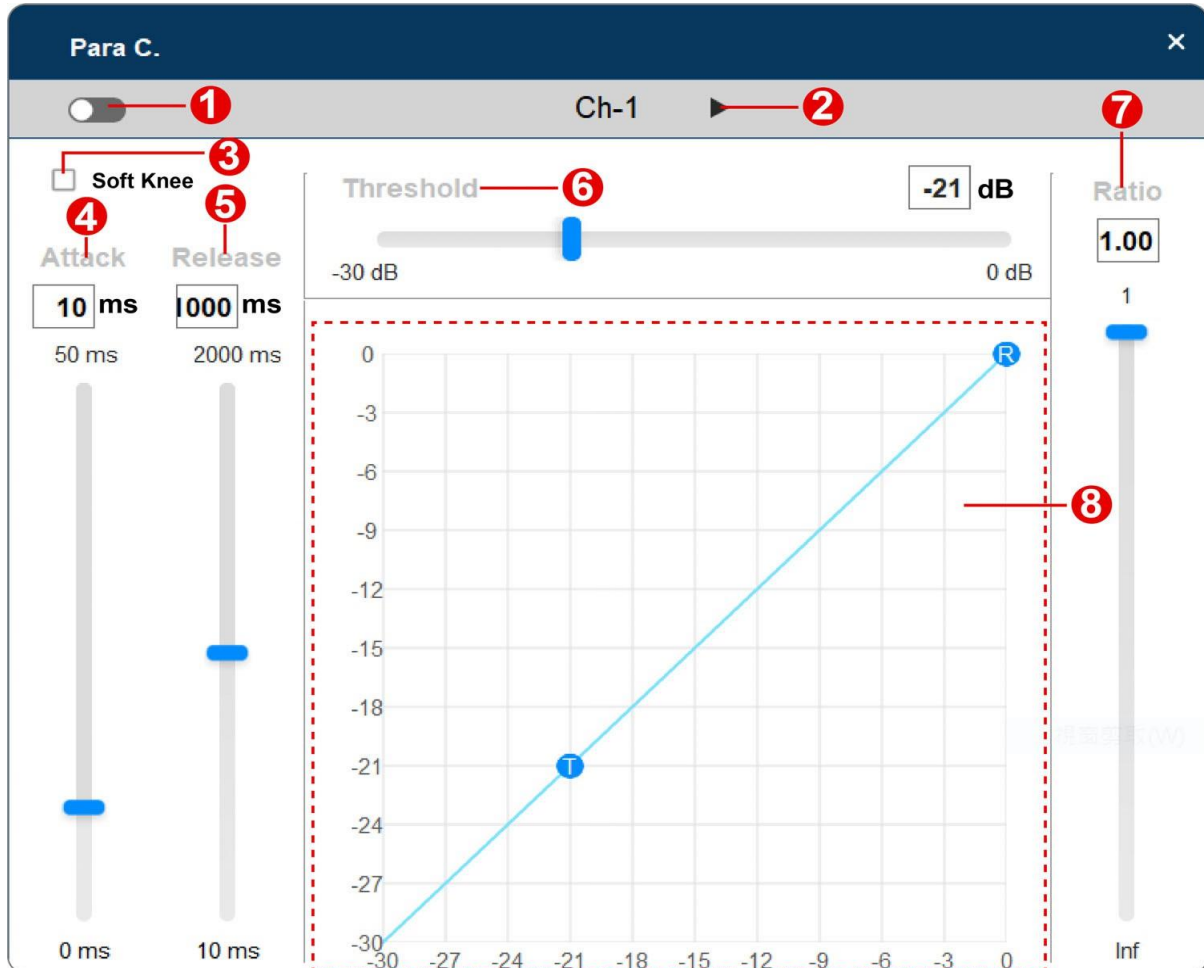 Para C.
×
1
Ch-1
2
7
3
Soft Knee
4
5
Attack
Release
10 ms
1000 ms
50 ms
2000 ms
0 ms
10 ms
Threshold
6
-21 dB
-30 dB
0 dB
Ratio
1.00
1
Inf
0
-3
-6
-9
-12
-15
-18
-21
-24
-27
-30
R
T
8
-30 -27 -24 -21 -18 -15 -12 -9 -6 -3 0